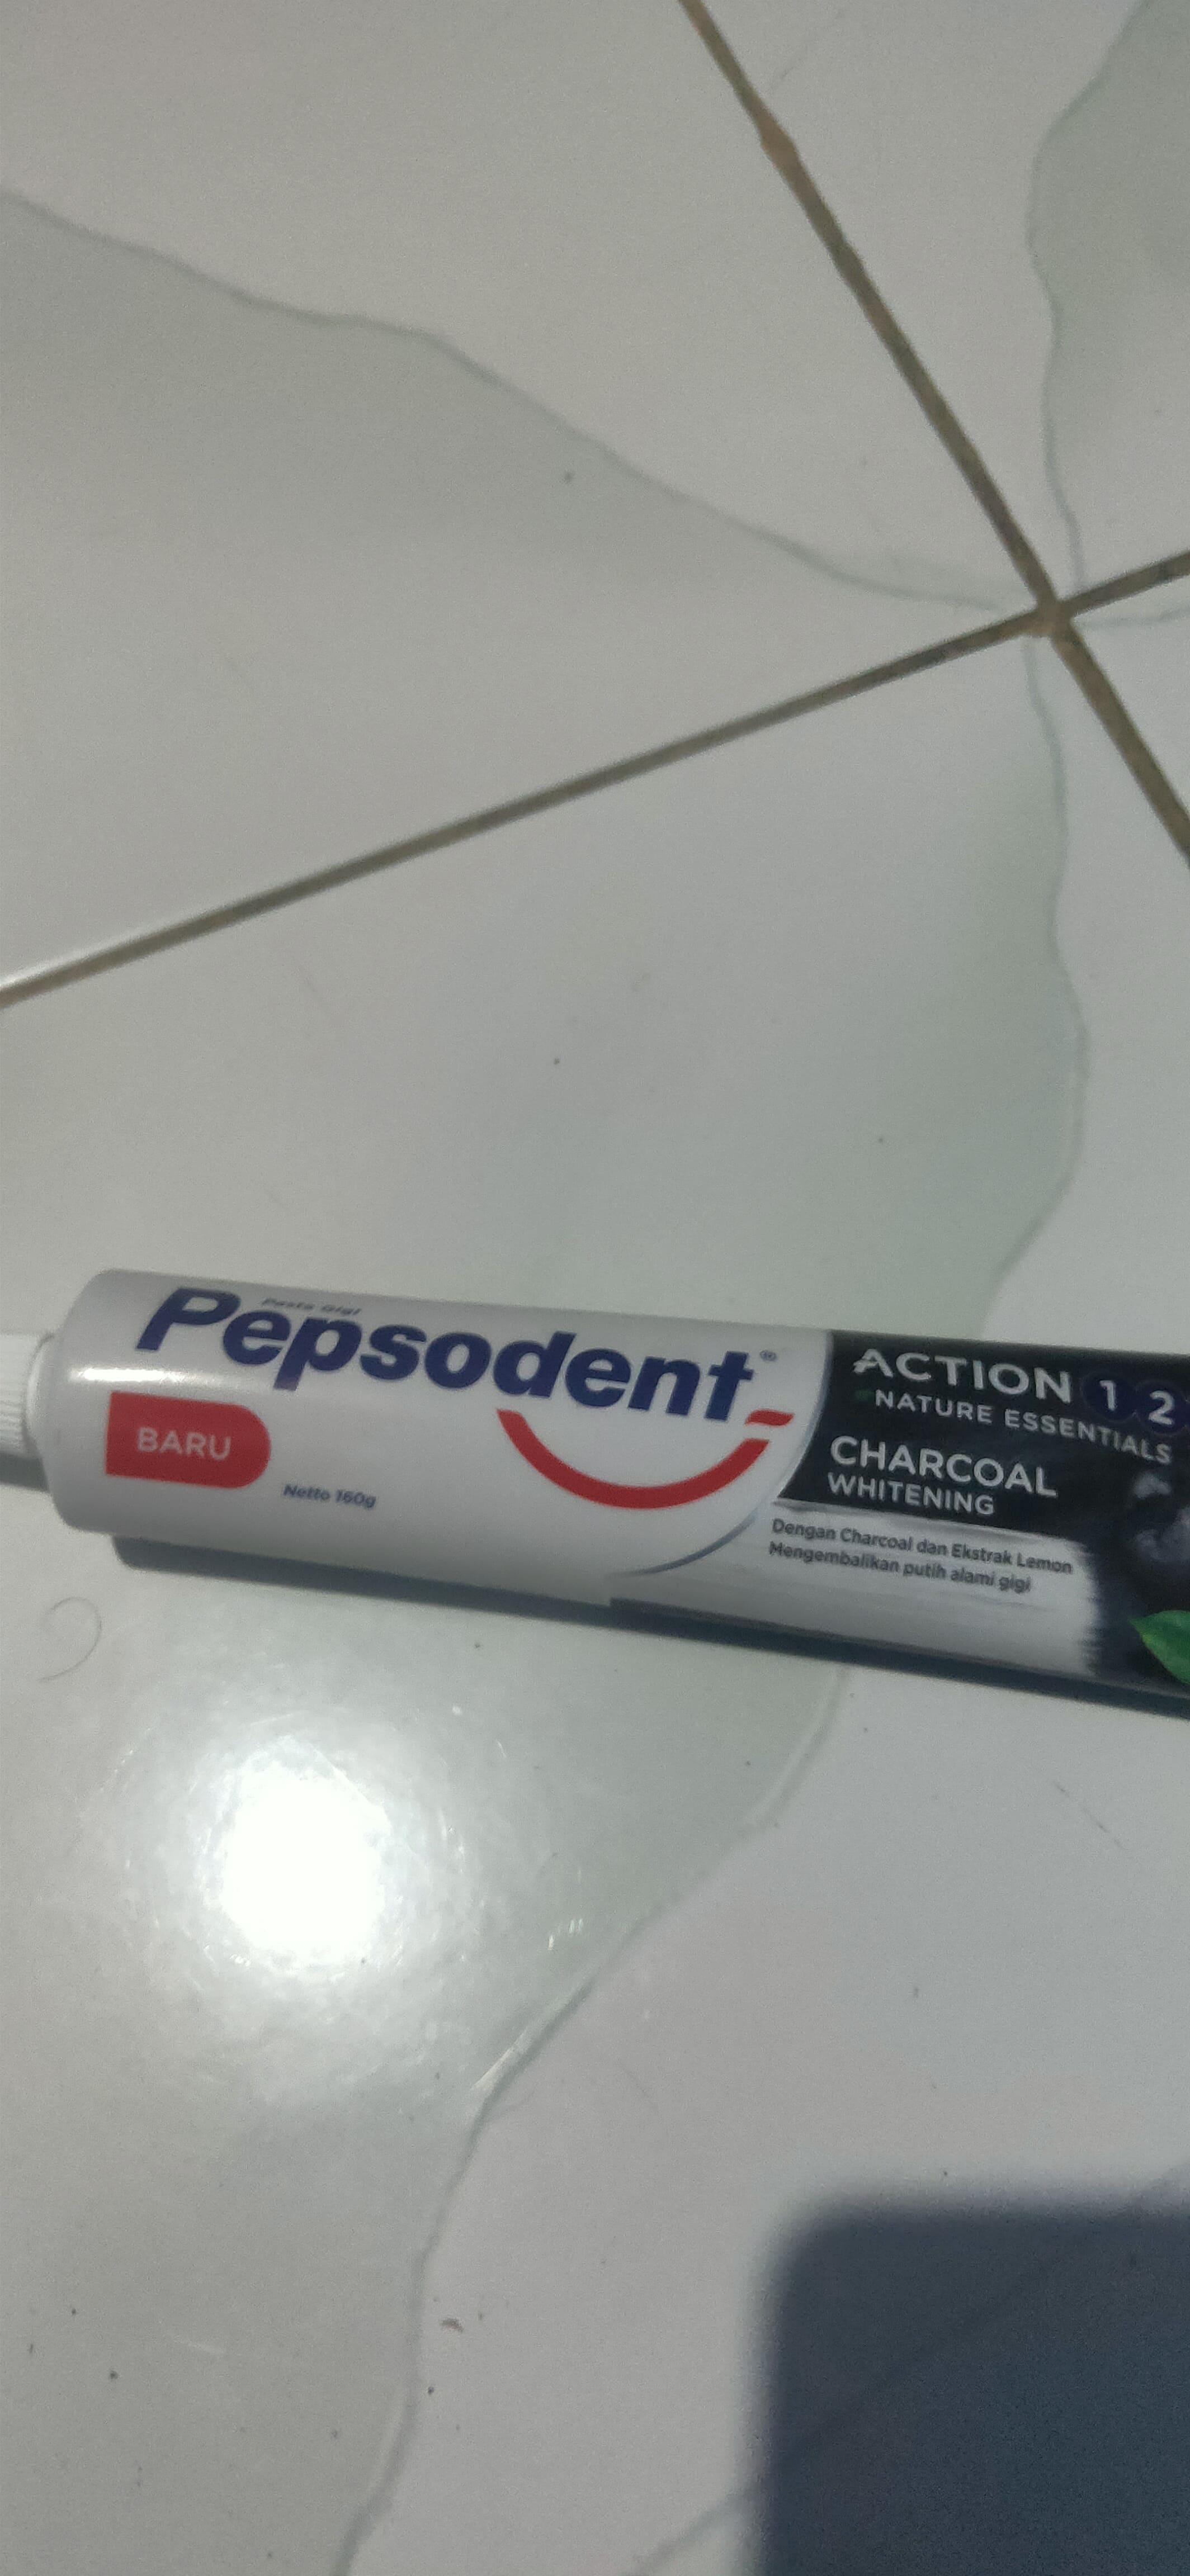 Pasta Gigi
Pepsodent®
BARU
Netto 160g
ACTION 1 2
NATURE ESSENTIALS
CHARCOAL
WHITENING
Dengan Charcoal dan Ekstrak Lemon
Mengembalikan putih alami gigi